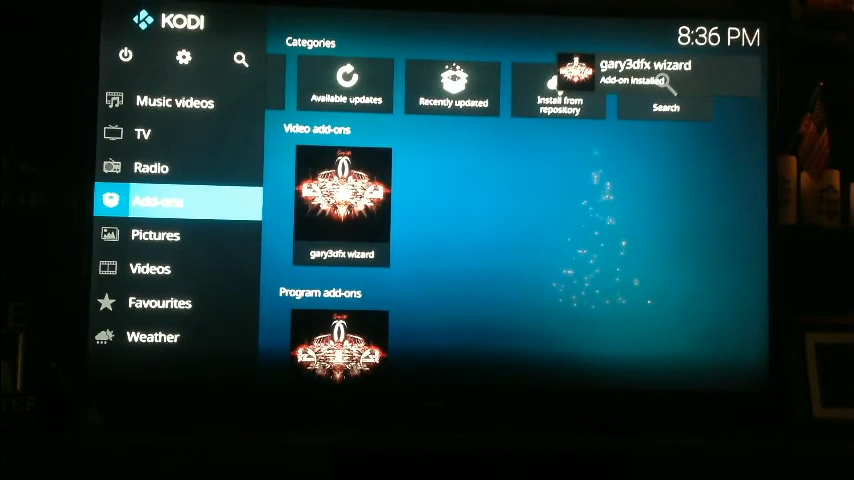 KODI
8:36 PM
Categories
gary3dfx wizard
Add-on installed
Available updates
Recently updated
Install from
repository
Search
Music videos
TV
Radio
Add-ons
Pictures
Videos
Favourites
Weather
Video add-ons
gary3dfx wizard
Program add-ons